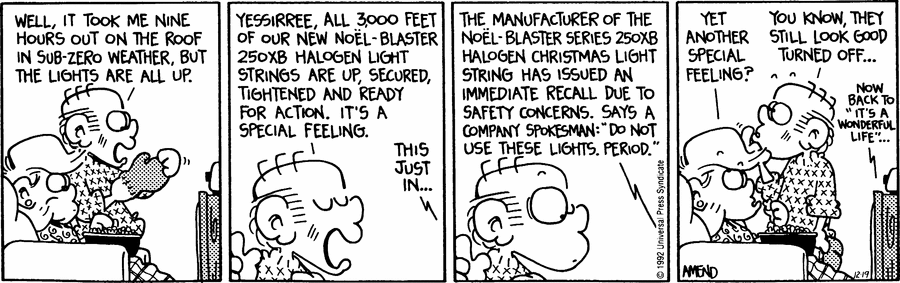 WELL, IT TOOK ME NINE
HOURS OUT ON THE ROOF
IN SUB-ZERO WEATHER, BUT
THE LIGHTS ARE ALL UP.
YESSIRREE, ALL 3,000 FEET
OF OUR NEW NOËL-BLASTER
250XB HALOGEN LIGHT
STRINGS ARE UP, SECURED,
TIGHTENED AND READY
FOR ACTION. IT'S A
SPECIAL FEELING.
THIS
JUST
IN...
THE MANUFACTURER OF THE
NOËL-BLASTER SERIES 250XB
HALOGEN CHRISTMAS LIGHT
STRING HAS ISSUED AN
IMMEDIATE RECALL DUE TO
SAFETY CONCERNS. SAYS A
COMPANY SPOKESMAN: "DO NOT
USE THESE LIGHTS. PERIOD."
© 1992 Universal Press Syndicate
YET
ANOTHER
SPECIAL
FEELING?
YOU KNOW, THEY
STILL LOOK GOOD
TURNED OFF...
NOW
BACK TO
"IT'S A
WONDERFUL
LIFE"...
AMEND
12/19